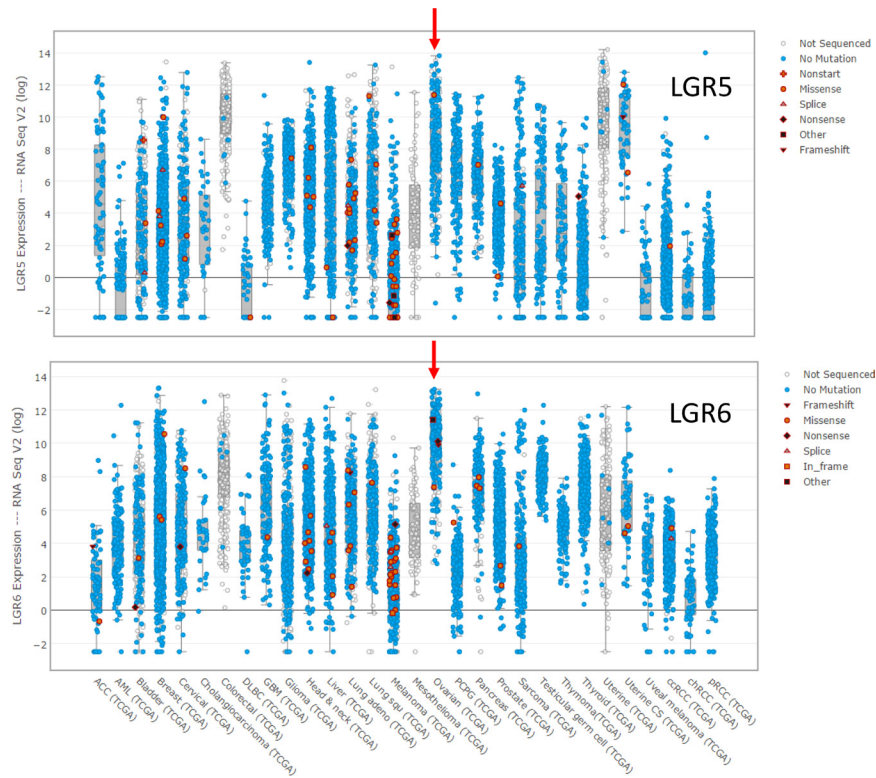 LGR5
LGR5 Expression --- RNA Seq V2 (log)
14
12
10
8
6
4
2
0
−2
Not Sequenced
No Mutation
Nonstart
Missense
Splice
Nonsense
Other
Frameshift
LGR6
LGR6 Expression --- RNA Seq V2 (log)
14
12
10
8
6
4
2
0
−2
Not Sequenced
No Mutation
Frameshift
Missense
Nonsense
Splice
In_frame
Other
ACC (TCGA)
AML (TCGA)
Bladder (TCGA)
Breast (TCGA)
Cervical (TCGA)
Cholangiocarcinoma (TCGA)
Colorectal (TCGA)
DLBC (TCGA)
GBM (TCGA)
Glioma (TCGA)
Head & neck (TCGA)
Liver (TCGA)
Lung adeno (TCGA)
Lung squ (TCGA)
Melanoma (TCGA)
Mesothelioma (TCGA)
Ovarian (TCGA)
PCPG (TCGA)
Pancreas (TCGA)
Prostate (TCGA)
Sarcoma (TCGA)
Testicular germ cell (TCGA)
Thymoma(TCGA)
Thyroid (TCGA)
Uterine (TCGA)
Uterine CS (TCGA)
Uveal melanoma (TCGA)
ccRCC (TCGA)
chRCC (TCGA)
pRCC (TCGA)